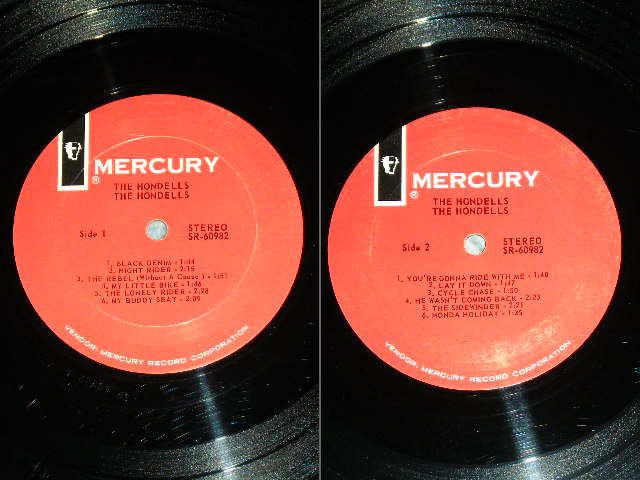 MERCURY
®
THE HONDELLS
THE HONDELLS
Side 1
STEREO
SR-60982
1. BLACK DENIM - 1:44
2. NIGHT RIDER - 2:15
3. THE REBEL (Without A Cause) - 1:51
4. MY LITTLE BIKE - 1:46
5. THE LONELY RIDER - 2:28
6. MY BUDDY SEAT - 2:09
VENDOR: MERCURY RECORD CORPORATION
MERCURY
®
THE HONDELLS
THE HONDELLS
Side 2
STEREO
SR-60982
1. YOU'RE GONNA RIDE WITH ME - 1:40
2. LAY IT DOWN - 1:47
3. CYCLE CHASE - 1:50
4. HE WASN'T COMING BACK - 2:23
5. THE SIDEWINDER - 2:21
6. HONDA HOLIDAY - 1:35
VENDOR: MERCURY RECORD CORPORATION